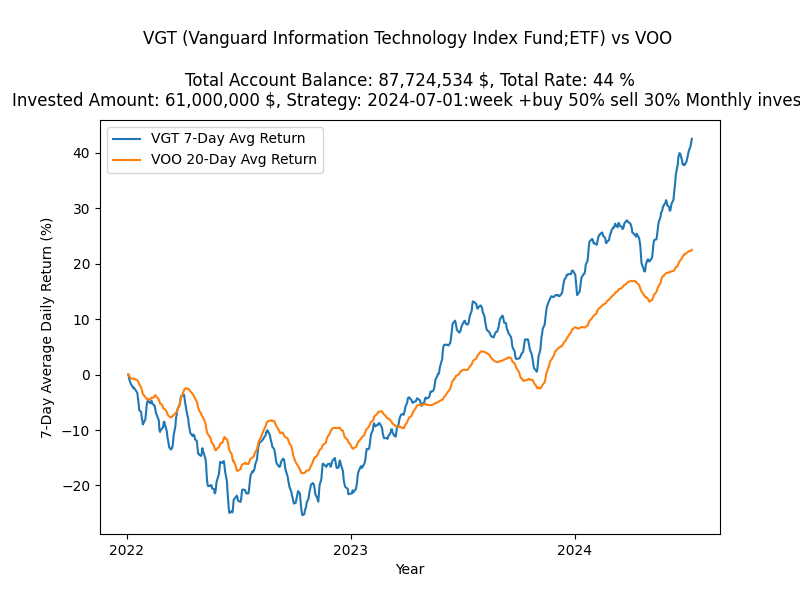 VGT (Vanguard Information Technology Index Fund;ETF) vs VOO
Total Account Balance: 87,724,534 $, Total Rate: 44 %
Invested Amount: 61,000,000 $, Strategy: 2024-07-01:week +buy 50% sell 30% Monthly inves
VGT 7-Day Avg Return
VOO 20-Day Avg Return
7-Day Average Daily Return (%)
40
30
20
10
0
−10
−20
2022
2023
2024
Year